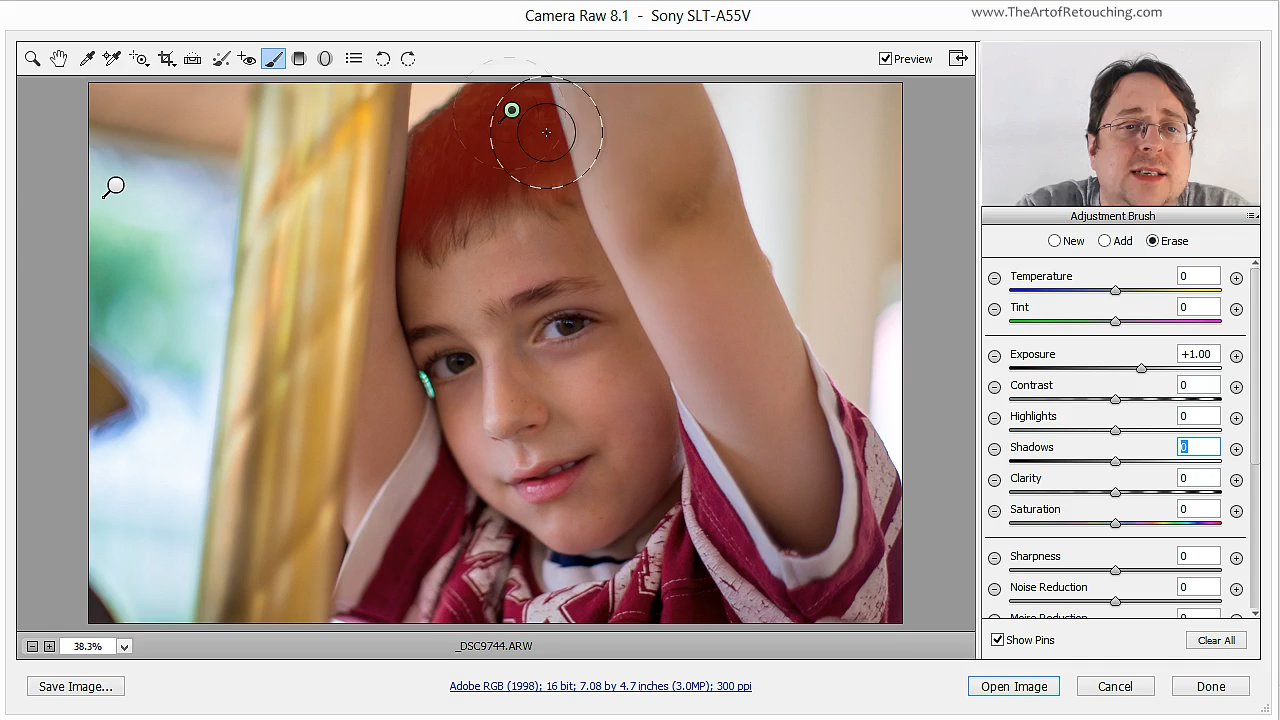 Camera Raw 8.1 - Sony SLT-A55V
www.TheArtofRetouching.com
Preview
Adjustment Brush
New Add Erase
Temperature 0
Tint 0
Exposure +1.00
Contrast 0
Highlights 0
Shadows 0
Clarity 0
Saturation 0
Sharpness 0
Noise Reduction 0
Moire Reduction
Show Pins Clear All
38.3% _DSC9744.ARW
Save Image... Adobe RGB (1998); 16 bit; 7.08 by 4.7 inches (3.0MP); 300 ppi Open Image Cancel Done